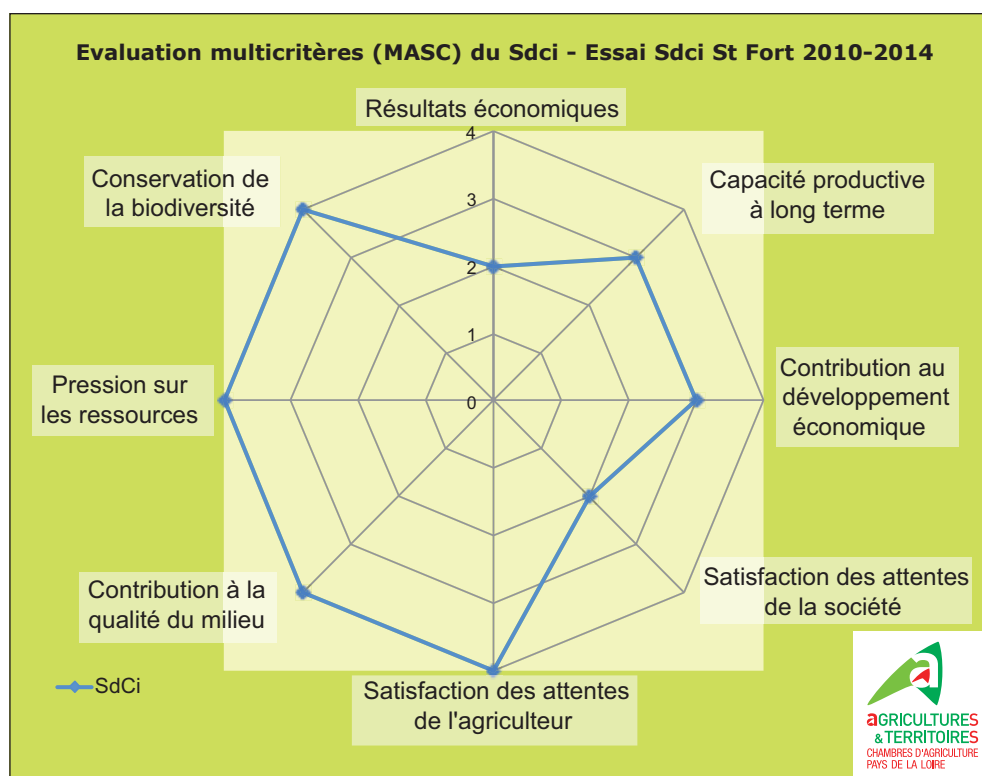 Evaluation multicritères (MASC) du Sdci - Essai Sdci St Fort 2010-2014
Résultats économiques
4
3
2
1
0
Capacité productive
à long terme
Contribution au
développement
économique
Satisfaction des attentes
de la société
Satisfaction des attentes
de l'agriculteur
Contribution à la
qualité du milieu
Pression sur
les ressources
Conservation de
la biodiversité
SdCi
a
aGRICULTURES
& TERRITOIRES
CHAMBRES D'AGRICULTURE
PAYS DE LA LOIRE